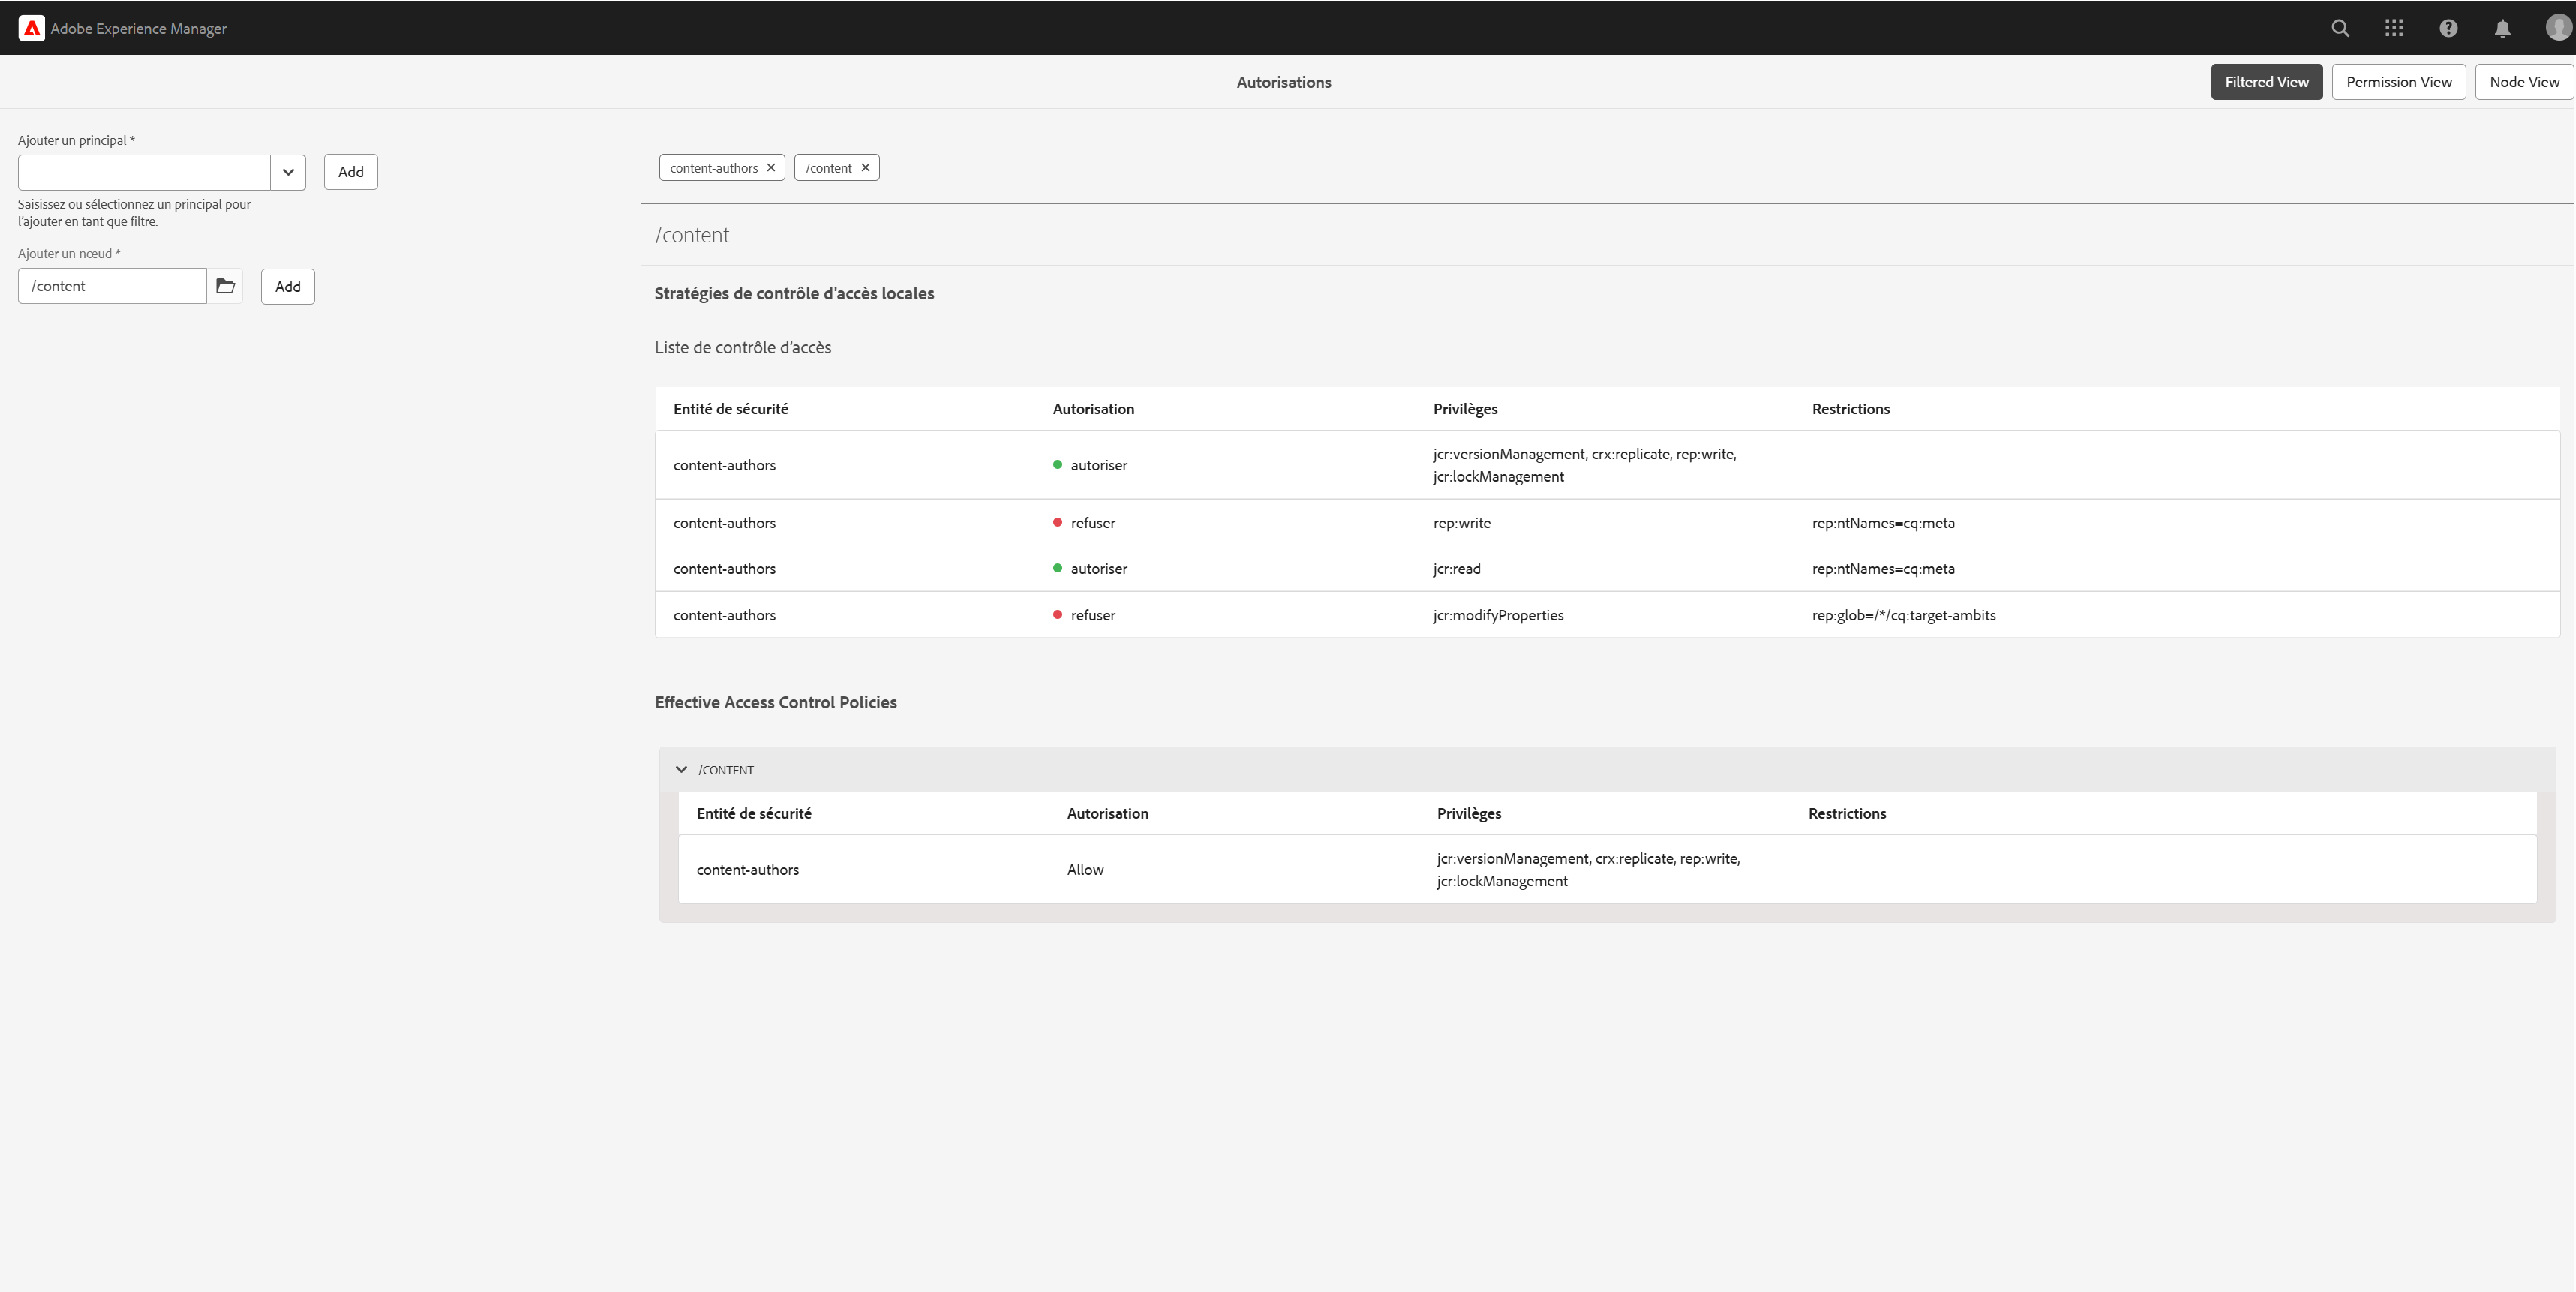 Adobe Experience Manager
Autorisations
Filtered View
Permission View
Node View
Ajouter un principal *
Add
Saisissez ou sélectionnez un principal pour
l'ajouter en tant que filtre.
Ajouter un nœud *
/content
Add
content-authors
/content
/content
Stratégies de contrôle d'accès locales
Liste de contrôle d’accès
Entité de sécurité Autorisation Privilèges Restrictions
content-authors autoriser jcr:versionManagement, crx:replicate, rep:write,
jcr:lockManagement
content-authors refuser rep:write rep:ntNames=cq:meta
content-authors autoriser jcr:read rep:ntNames=cq:meta
content-authors refuser jcr:modifyProperties rep:glob=/*/cq:target-ambits
Effective Access Control Policies
/CONTENT
Entité de sécurité Autorisation Privilèges Restrictions
content-authors Allow jcr:versionManagement, crx:replicate, rep:write,
jcr:lockManagement